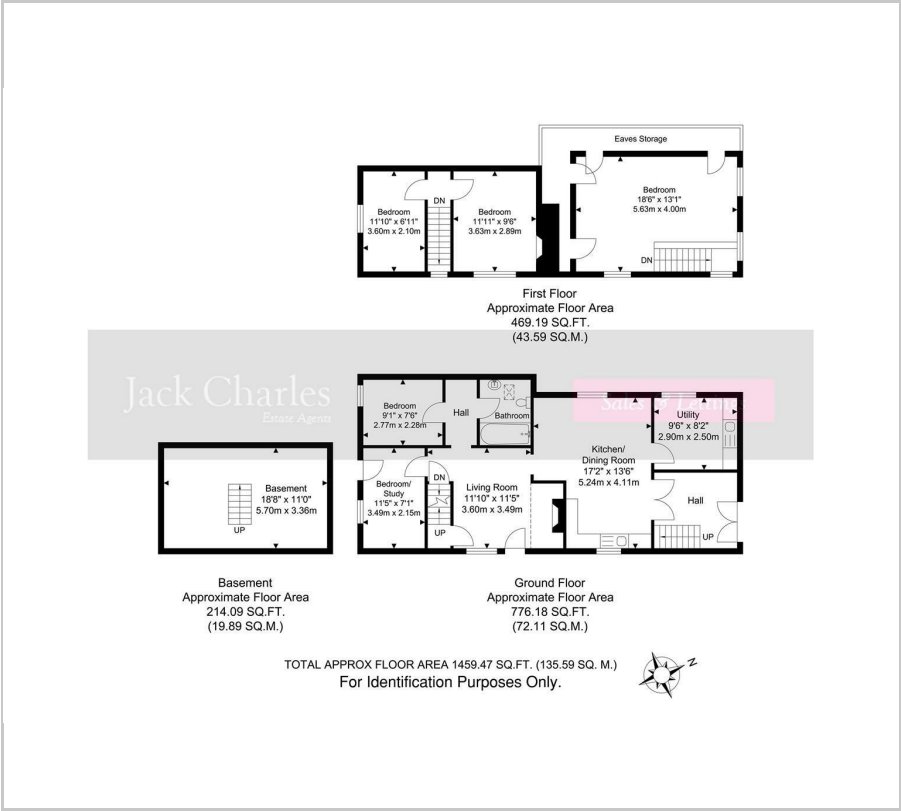 Eaves Storage
Bedroom
11'10" x 6'11"
3.60m x 2.10m
DN
Bedroom
11'11" x 9'6"
3.63m x 2.89m
Bedroom
18'6" x 13'1"
5.63m x 4.00m
DN
First Floor
Approximate Floor Area
469.19 SQ.FT.
(43.59 SQ.M.)
Jack Charles
Estate Agents
Sales & Lettings
Bedroom
9'1" x 7'6"
2.77m x 2.28m
Hall
Bathroom
Kitchen/
Dining Room
17'2" x 13'6"
5.24m x 4.11m
Utility
9'6" x 8'2"
2.90m x 2.50m
Basement
18'8" x 11'0"
5.70m x 3.36m
UP
Bedroom/
Study
11'5" x 7'1"
3.49m x 2.15m
DN
UP
Living Room
11'10" x 11'5"
3.60m x 3.49m
Hall
UP
Basement
Approximate Floor Area
214.09 SQ.FT.
(19.89 SQ.M.)
Ground Floor
Approximate Floor Area
776.18 SQ.FT.
(72.11 SQ.M.)
TOTAL APPROX FLOOR AREA 1459.47 SQ.FT. (135.59 SQ. M.)
For Identification Purposes Only.
N